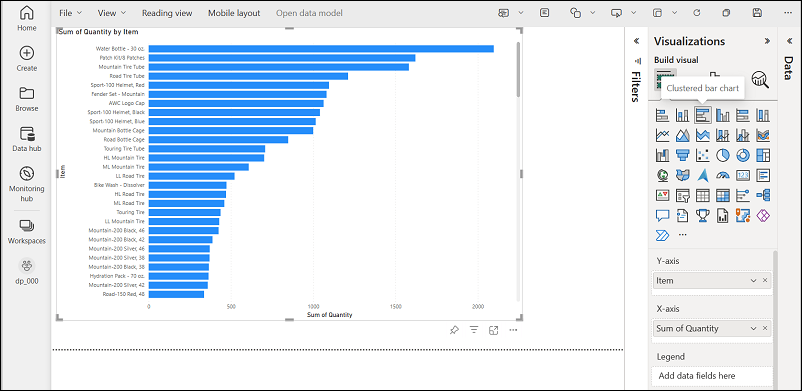 File
View
Reading view
Mobile layout
Open data model
Home
Create
Browse
Data hub
Monitoring hub
Workspaces
dp_000
Sum of Quantity by Item
Item
Water Bottle - 30 oz.
Patch Kit/8 Patches
Mountain Tire Tube
Road Tire Tube
Sport-100 Helmet, Red
Fender Set - Mountain
AWC Logo Cap
Sport-100 Helmet, Black
Sport-100 Helmet, Blue
Mountain Bottle Cage
Road Bottle Cage
Touring Tire Tube
HL Mountain Tire
ML Mountain Tire
LL Road Tire
Bike Wash - Dissolver
HL Road Tire
ML Road Tire
Touring Tire
LL Mountain Tire
Mountain-200 Black, 46
Mountain-200 Black, 42
Mountain-200 Silver, 46
Mountain-200 Silver, 38
Mountain-200 Black, 38
Hydration Pack - 70 oz.
Mountain-200 Silver, 42
Road-150 Red, 48
0 500 1000 1500 2000
Sum of Quantity
Filters
Visualizations
Build visual
Clustered bar chart
Y-axis
Item
X-axis
Sum of Quantity
Legend
Add data fields here
Data